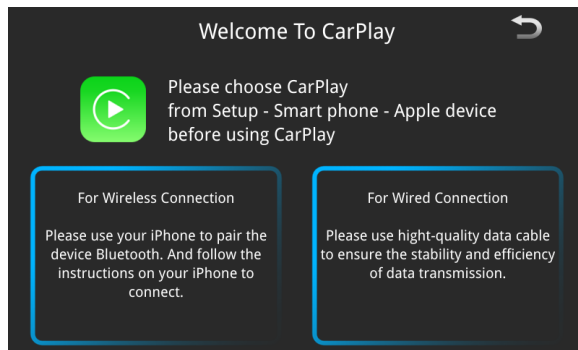 Welcome To CarPlay
Please choose CarPlay
from Setup - Smart phone - Apple device
before using CarPlay
For Wireless Connection
Please use your iPhone to pair the
device Bluetooth. And follow the
instructions on your iPhone to
connect.
For Wired Connection
Please use hight-quality data cable
to ensure the stability and efficiency
of data transmission.